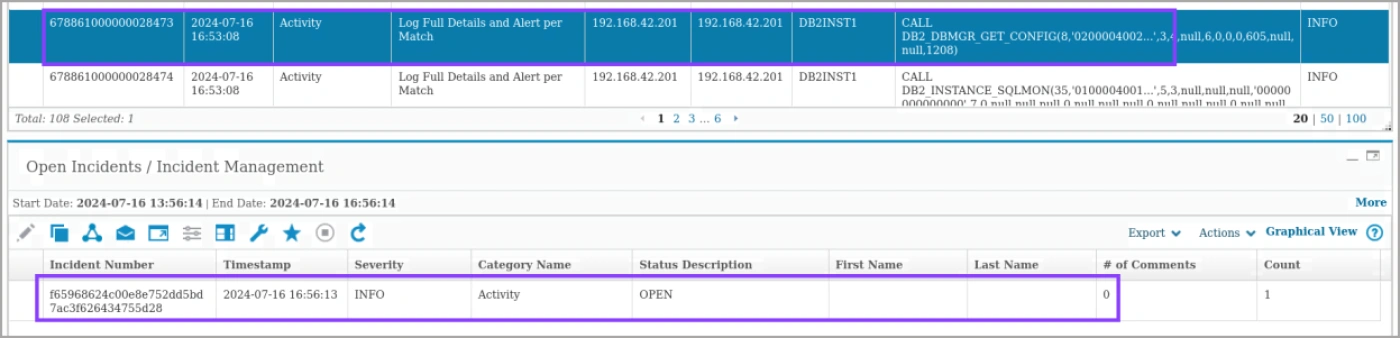 678861000000028473 2024-07-16 Activity Log Full Details and Alert per 192.168.42.201 192.168.42.201 DB2INST1 CALL INFO
16:53:08 Match DB2_DBMGR_GET_CONFIG(8,'0200004002...',3,4,null,6,0,0,0,605,null,
null,1208)
678861000000028474 2024-07-16 Activity Log Full Details and Alert per 192.168.42.201 192.168.42.201 DB2INST1 CALL INFO
16:53:08 Match DB2_INSTANCE_SQLMON(35,'0100004001...',5,3,null,null,null,'00000
000000000',7,0,null,null,null,0,null,null,null,0,null,null,null,0,null,null,
Total: 108 Selected: 1 1 2 3 ... 6 20 | 50 | 100
Open Incidents / Incident Management
Start Date: 2024-07-16 13:56:14 | End Date: 2024-07-16 16:56:14 More
Export Actions Graphical View ?
Incident Number Timestamp Severity Category Name Status Description First Name Last Name # of Comments Count
f65968624c00e8e752dd5bd 2024-07-16 16:56:13 INFO Activity OPEN 0 1
7ac3f626434755d28